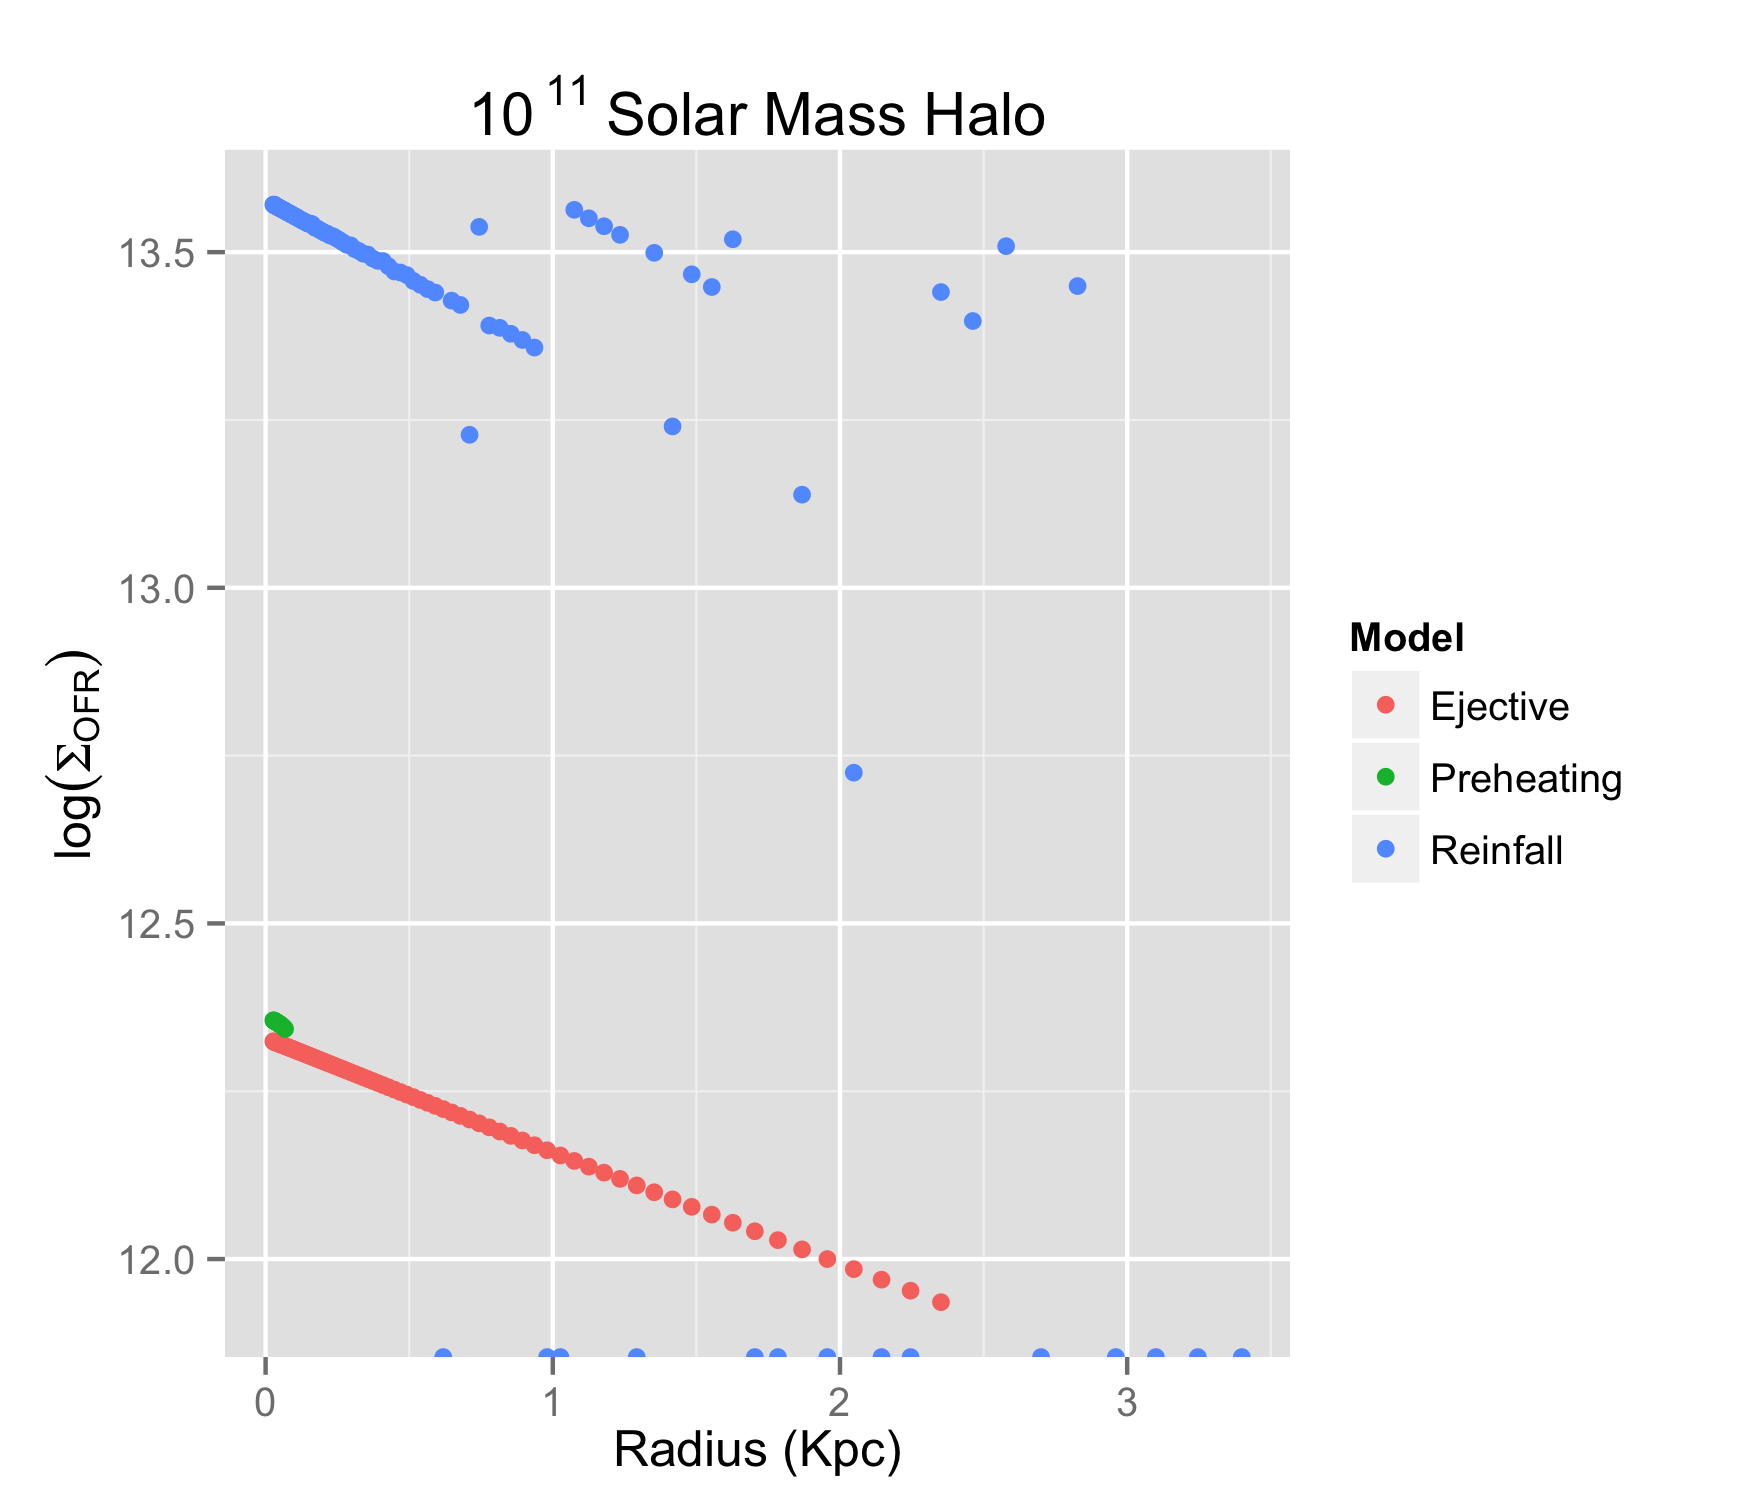 10 11 Solar Mass Halo
13.5
13.0
12.5
12.0
log(ΣOFR)
0 1 2 3
Radius (Kpc)
Model
Ejective
Preheating
Reinfall